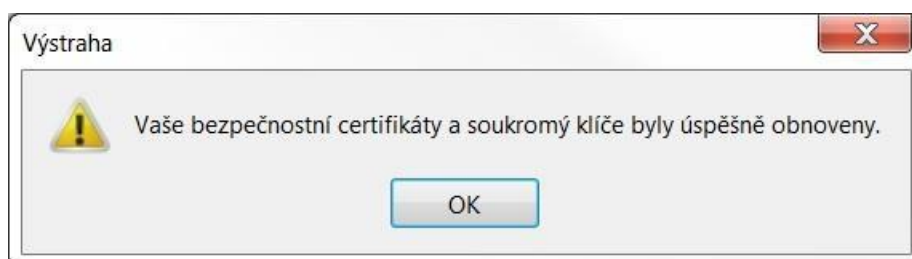 Výstraha
Vaše bezpečnostní certifikáty a soukromý klíče byly úspěšně obnoveny.
OK